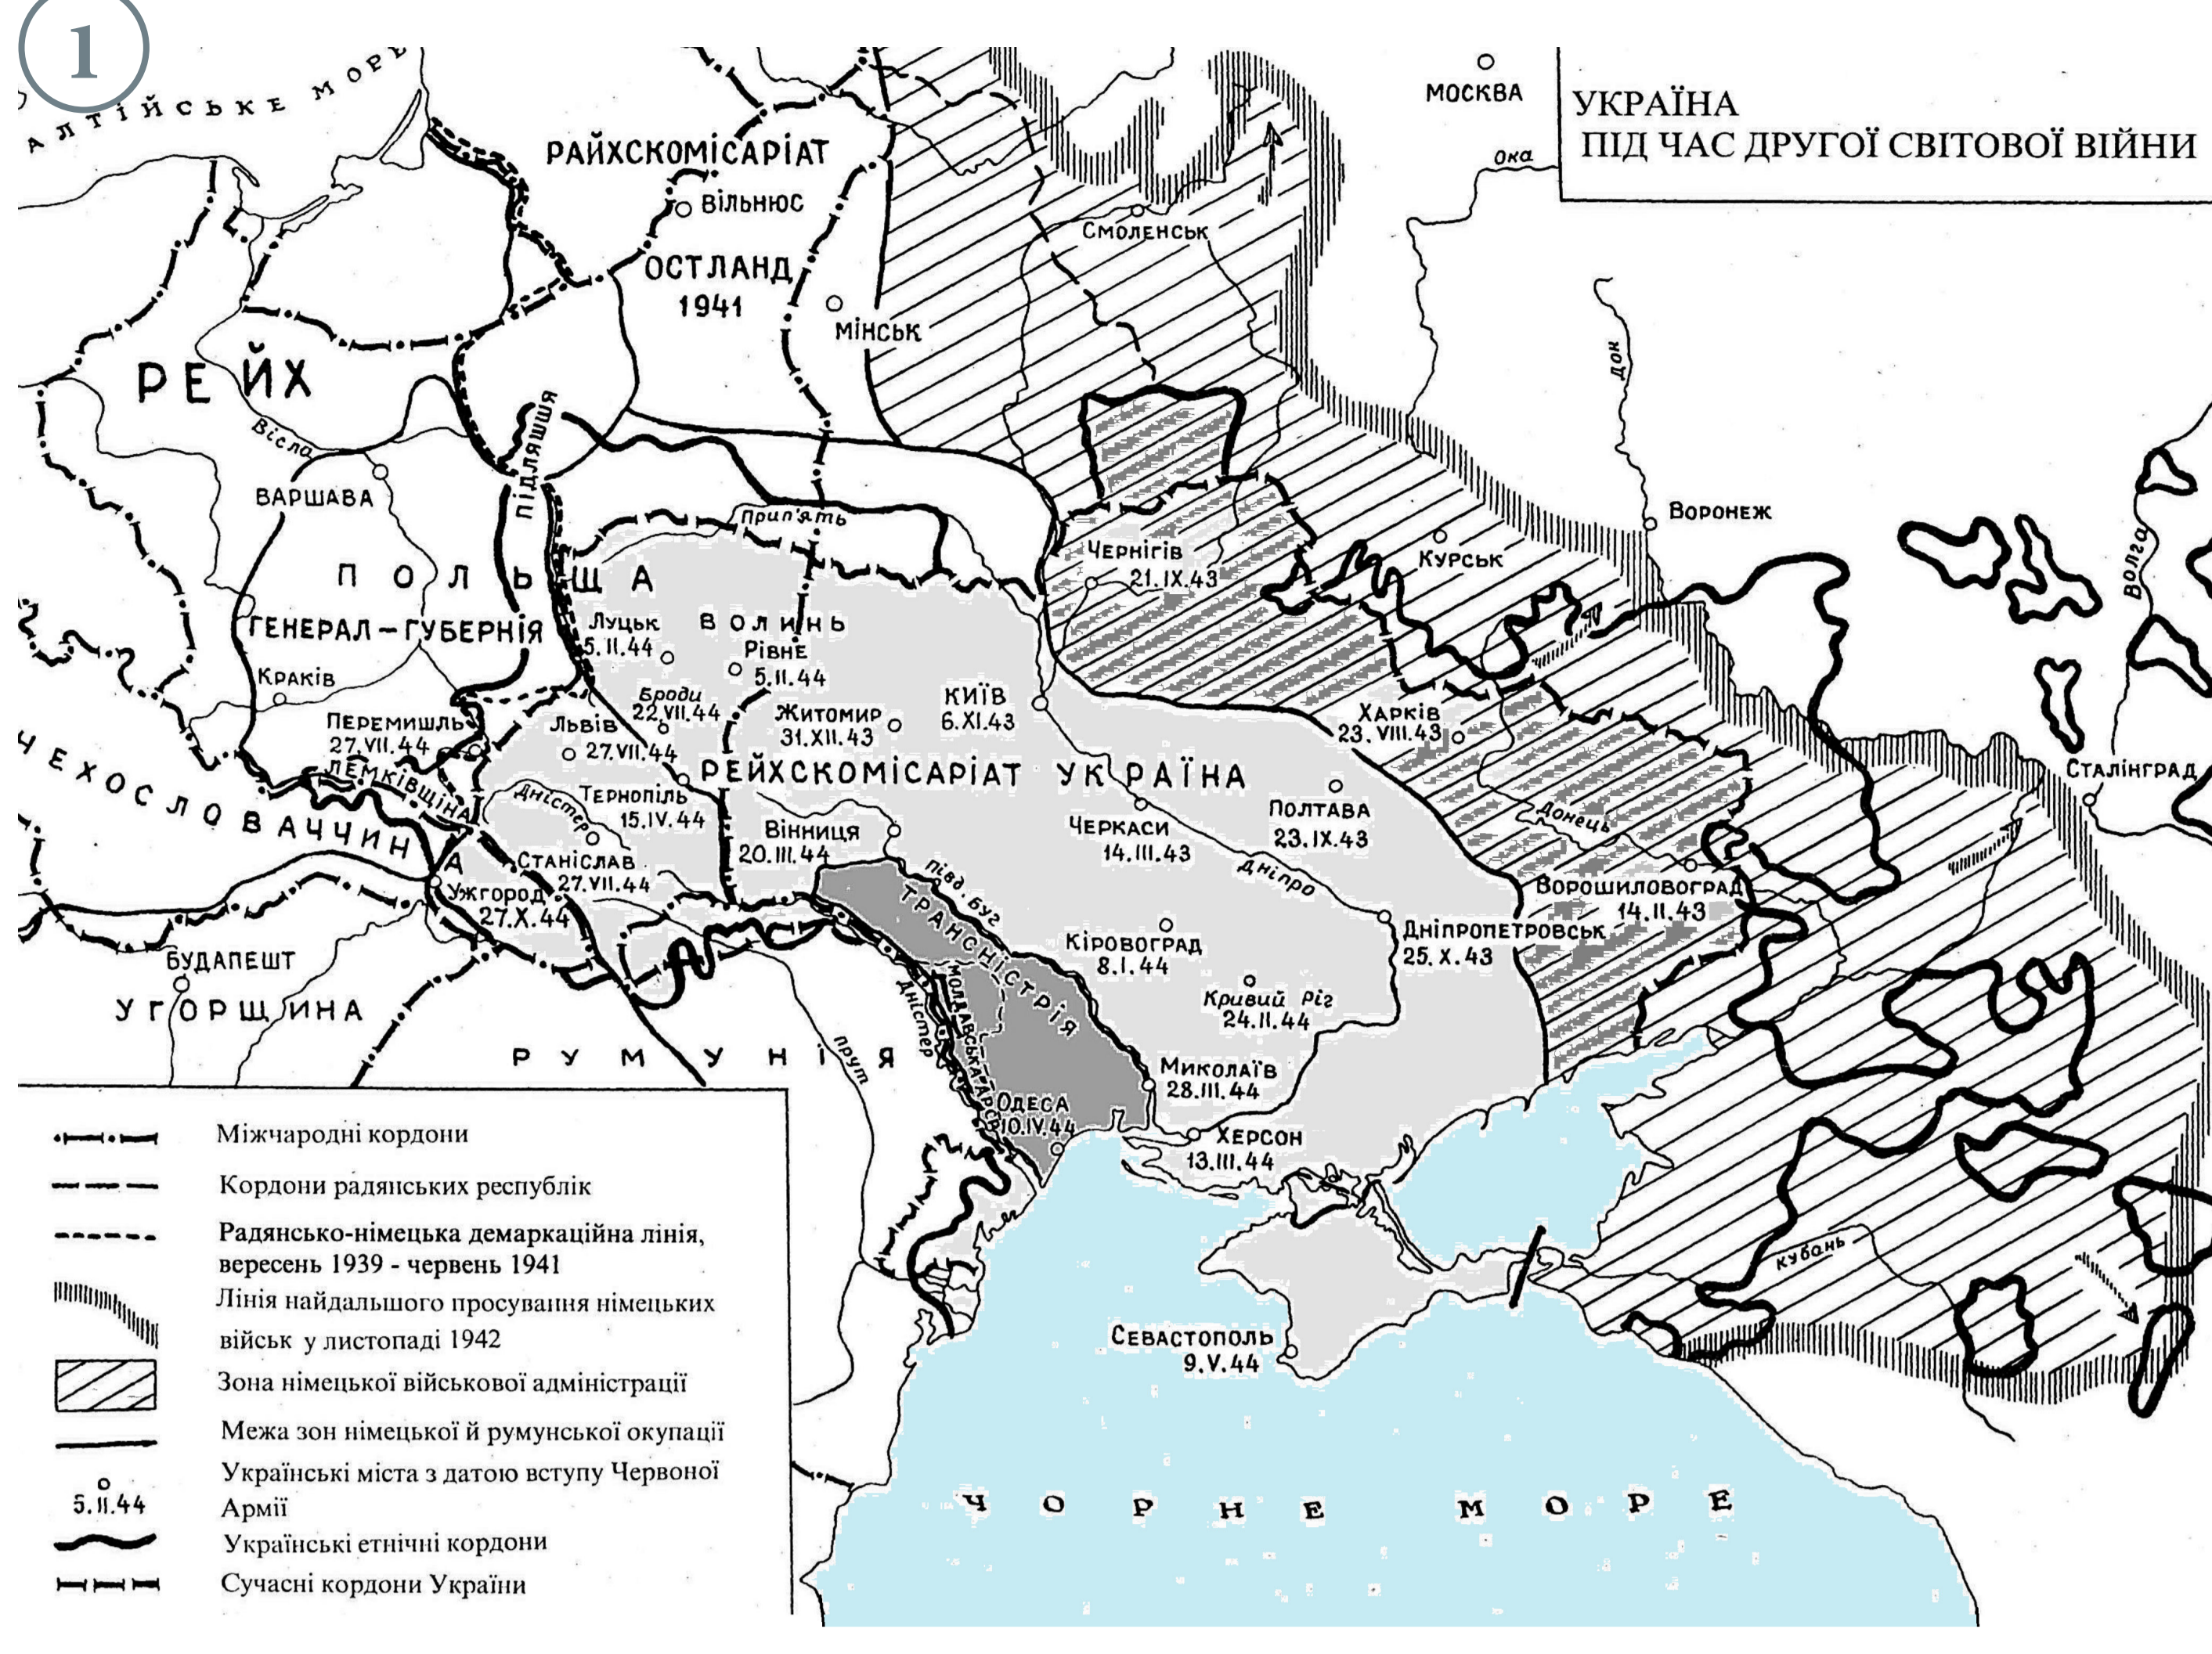 1
УКРАЇНА
ПІД ЧАС ДРУГОЇ СВІТОВОЇ ВІЙНИ
АЛТІЙСЬКЕ МОРЕ
МОСКВА
Ока
РАЙХСКОМІСАРІАТ
ВІЛЬНЮС
ОСТЛАНД
1941
МІНСЬК
СМОЛЕНСЬК
ДОН
РЕЙХ
Вісла
ПІДЛЯШШЯ
ВАРШАВА
ПОЛЬЩА
ГЕНЕРАЛ-ГУБЕРНІЯ
КРАКІВ
Прип'ять
ЧЕРНІГІВ
21.IX.43
КУРСЬК
ВОРОНЕЖ
ВОЛГА
ЛУЦЬК
5.II.44
ВОЛИНЬ
РІВНЕ
5.II.44
Броди
22.VII.44
ЖИТОМИР
31.XII.43
КИЇВ
6.XI.43
ХАРКІВ
23.VIII.43
ПЕРЕМИШЛЬ
27.VII.44
ЛЬВІВ
27.VII.44
ЛЕМКІВЩИНА
РЕЙХСКОМІСАРІАТ УКРАЇНА
СТАЛІНГРАД
ЧЕХОСЛОВАЧЧИНА
Дністер
ТЕРНОПІЛЬ
15.IV.44
ВІННИЦЯ
20.III.44
ЧЕРКАСИ
14.III.43
ПОЛТАВА
23.IX.43
Донець
Дніпро
СТАНІСЛАВ
27.VII.44
УЖГОРОД
27.X.44
Півд. Буг
ТРАНСНІСТРІЯ
ВОРОШИЛОВОГРАД
14.II.43
КІРОВОГРАД
8.I.44
ДНІПРОПЕТРОВСЬК
25.X.43
БУДАПЕШТ
УГОРЩИНА
Кривий Ріг
24.II.44
Дністер
МОЛДАВСЬКА АРСР
РУМУНІЯ
прут
МИКОЛАЇВ
28.III.44
ОДЕСА
10.IV.44
ХЕРСОН
13.III.44
кубань
СЕВАСТОПОЛЬ
9.V.44
ЧОРНЕ МОРЕ
Міжчародні кордони
Кордони радянських республік
Радянсько-німецька демаркаційна лінія,
вересень 1939 - червень 1941
Лінія найдальшого просування німецьких
військ у листопаді 1942
Зона німецької військової адміністрації
Межа зон німецької й румунської окупації
5.II.44
Українські міста з датою вступу Червоної
Армії
Українські етнічні кордони
Сучасні кордони України